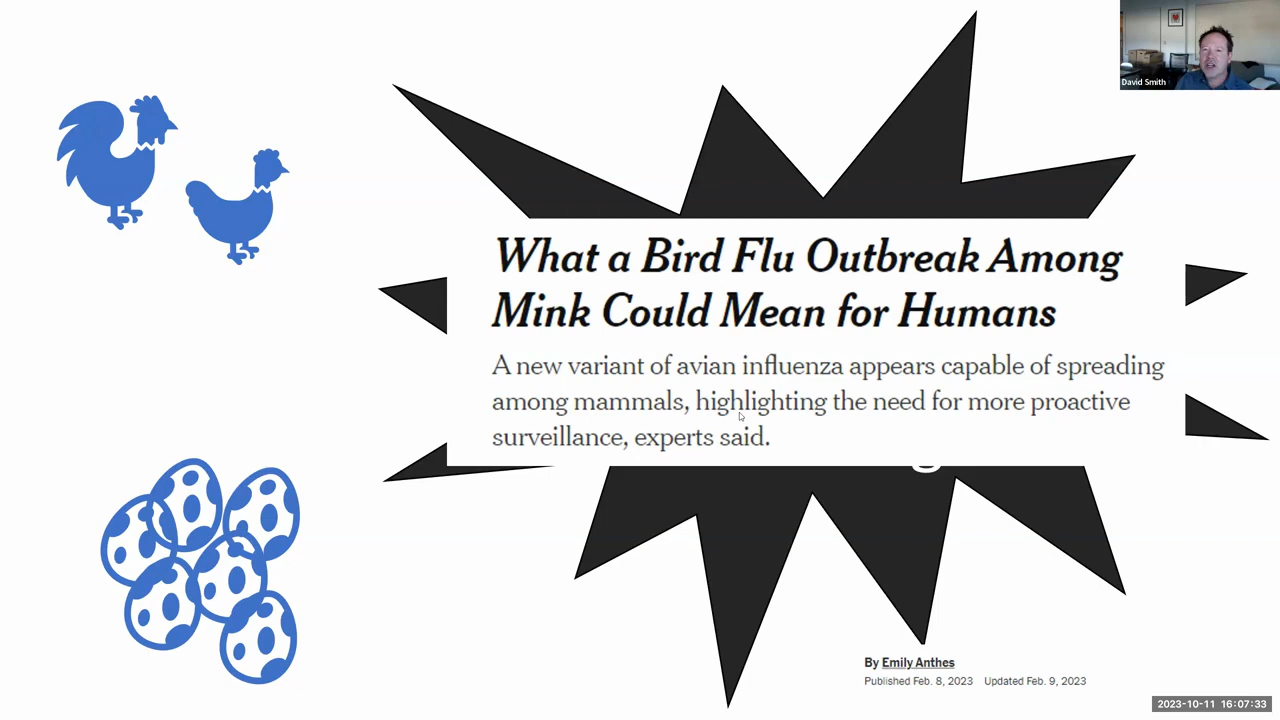 David Smith
What a Bird Flu Outbreak Among
Mink Could Mean for Humans
A new variant of avian influenza appears capable of spreading
among mammals, highlighting the need for more proactive
surveillance, experts said.
By Emily Anthes
Published Feb. 8, 2023 Updated Feb. 9, 2023
2023-10-11 16:07:33